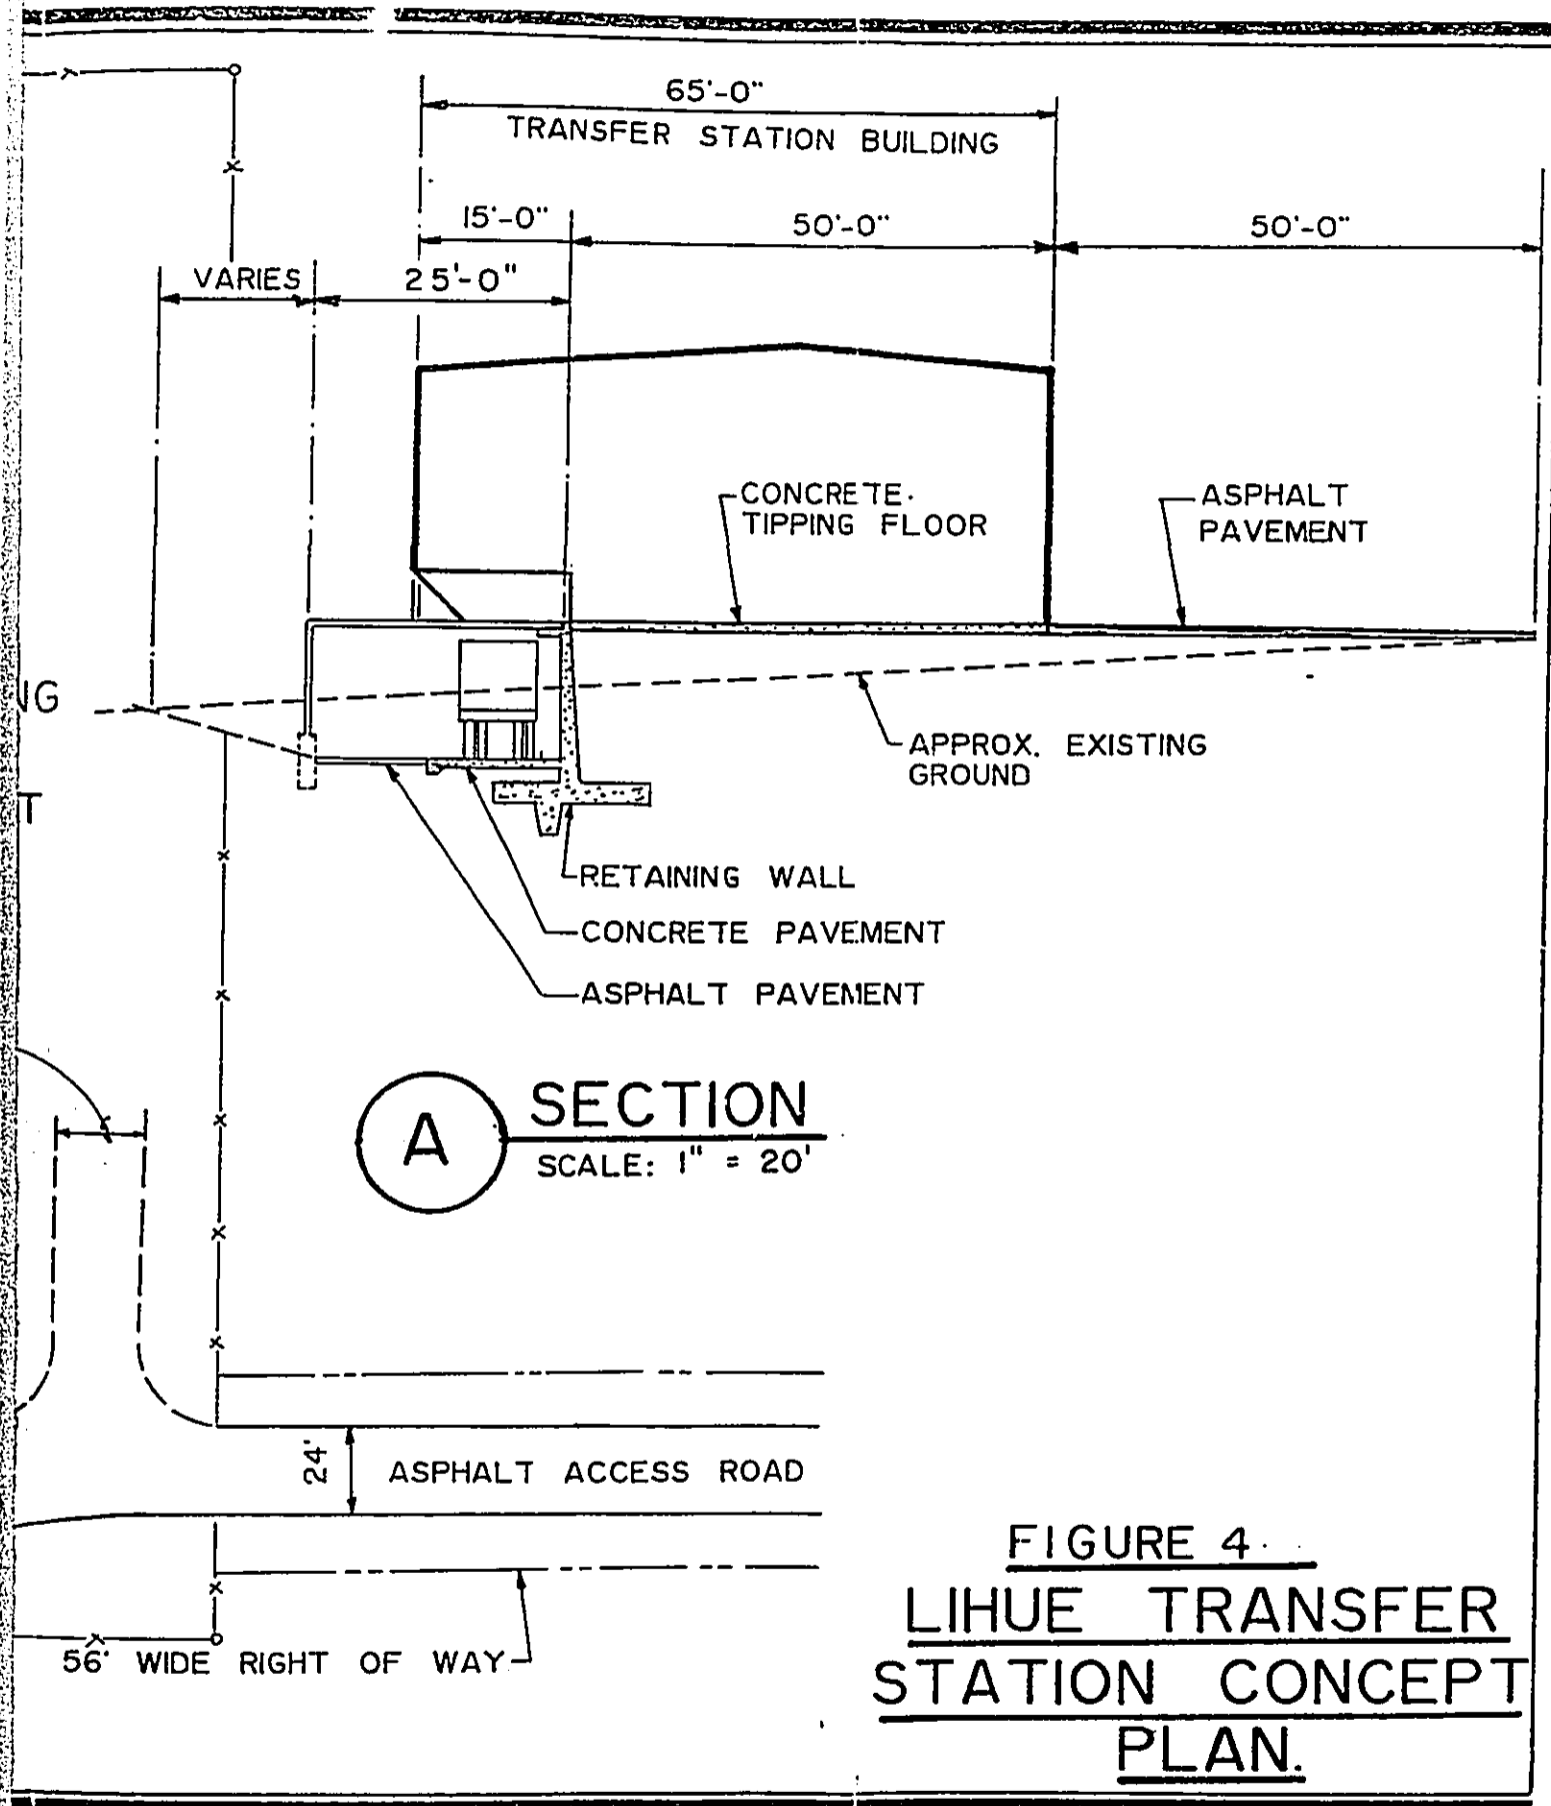 65'-0"
TRANSFER STATION BUILDING
15'-0"
50'-0"
50'-0"
VARIES
25'-0"
CONCRETE
TIPPING FLOOR
ASPHALT
PAVEMENT
APPROX. EXISTING
GROUND
RETAINING WALL
CONCRETE PAVEMENT
ASPHALT PAVEMENT
A
SECTION
SCALE: 1" = 20'
24'
ASPHALT ACCESS ROAD
56' WIDE RIGHT OF WAY
FIGURE 4
LIHUE TRANSFER
STATION CONCEPT
PLAN.